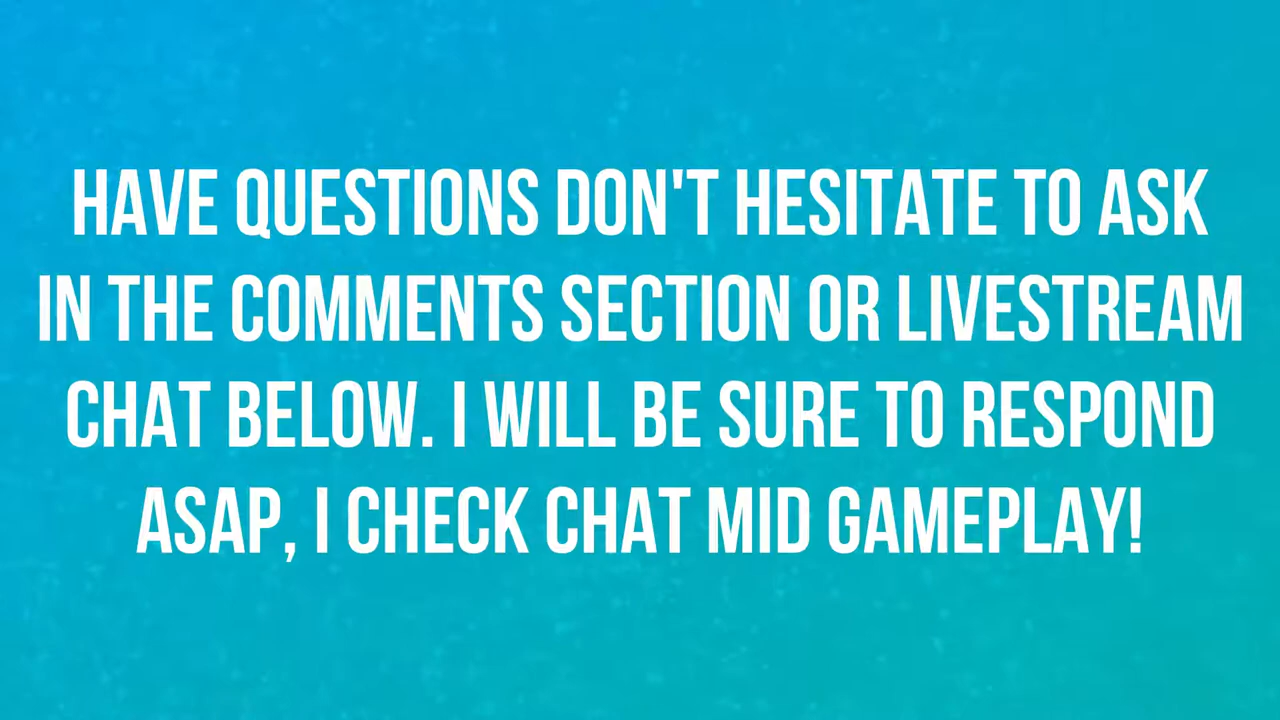 HAVE QUESTIONS DON'T HESITATE TO ASK
IN THE COMMENTS SECTION OR LIVESTREAM
CHAT BELOW. I WILL BE SURE TO RESPOND
ASAP, I CHECK CHAT MID GAMEPLAY!